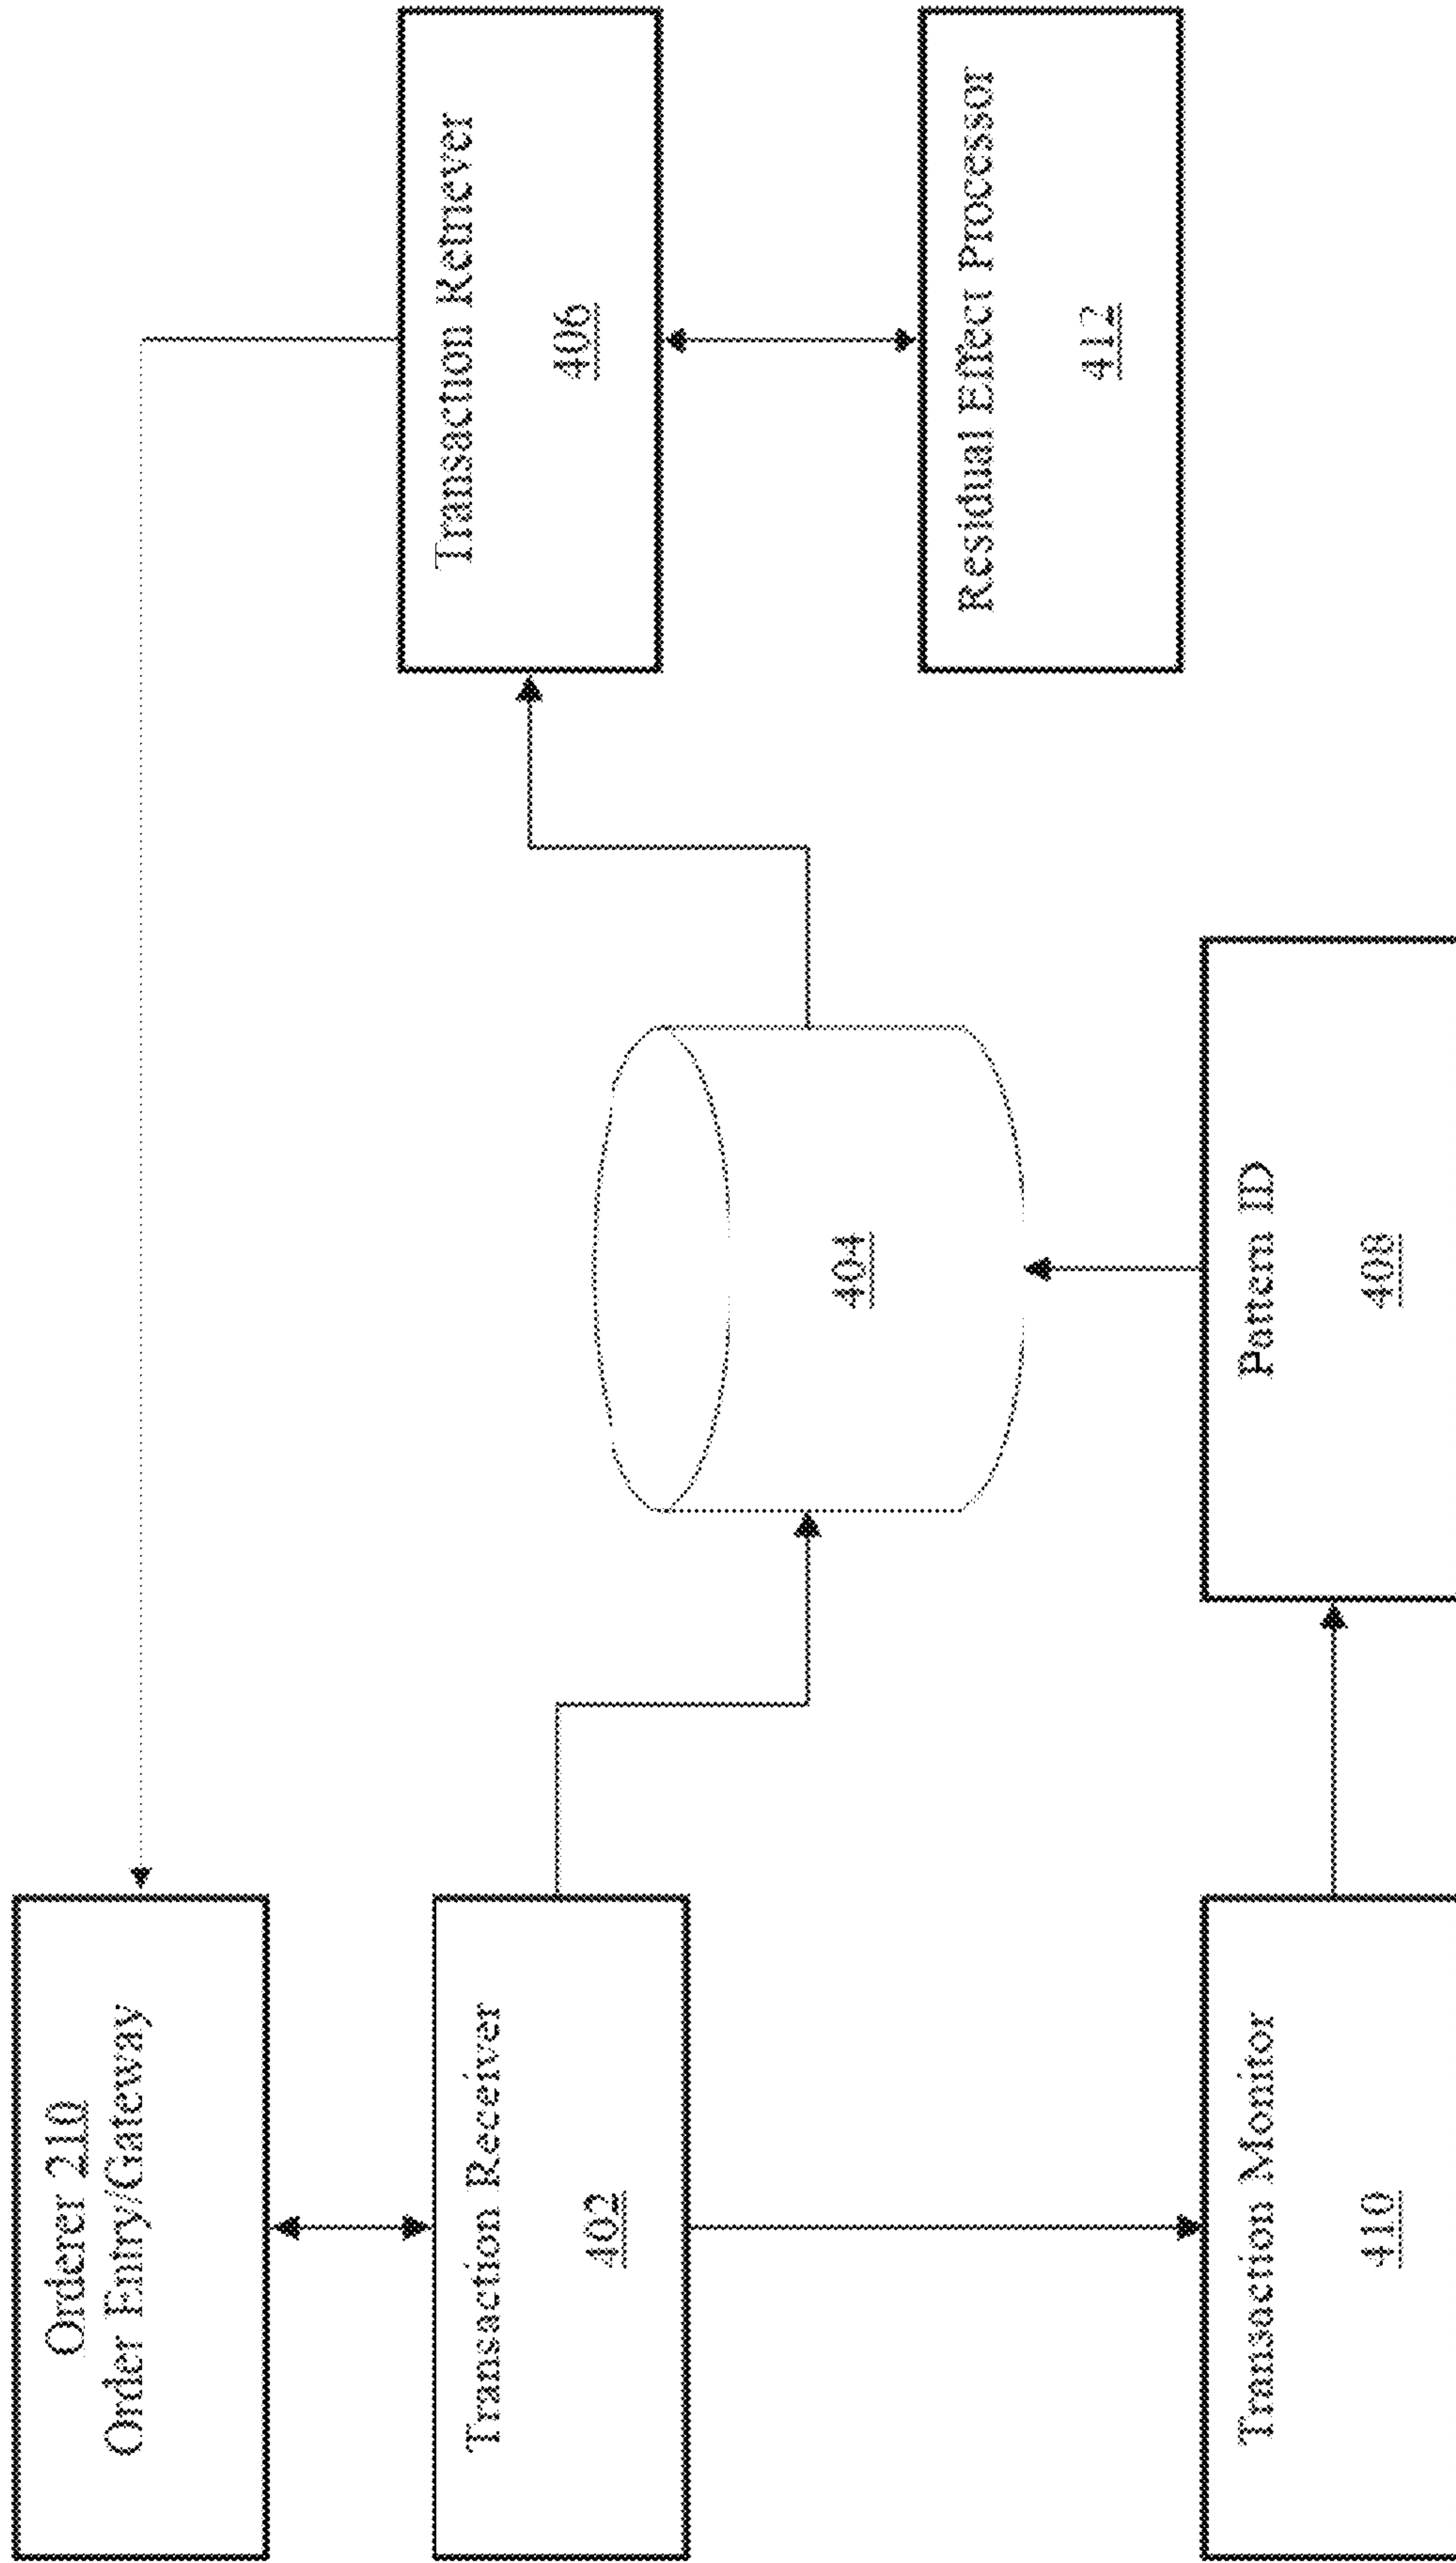 Orderer 210
Order Entry/Gateway
Transaction Receiver
402
Transaction Monitor
410
404
Pattern ID
408
Transaction Retriever
406
Residual Effect Processor
412